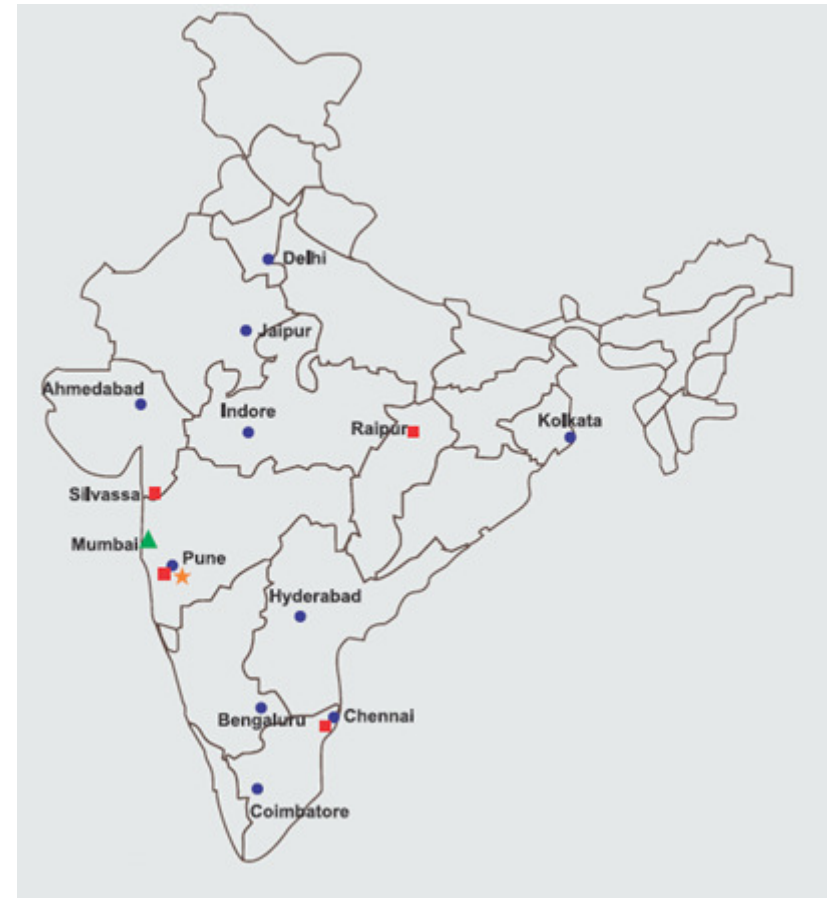 Delhi
Jaipur
Ahmedabad
Indore
Raipur
Kolkata
Silvassa
Mumbai
Pune
Hyderabad
Bengaluru
Chennai
Coimbatore